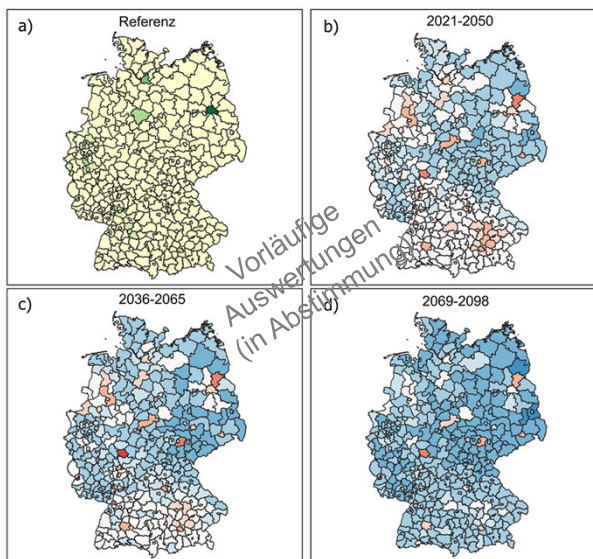 a)
Referenz
b)
2021-2050
Vorläufige
Auswertungen
(in Abstimmung)
c)
2036-2065
d)
2069-2098